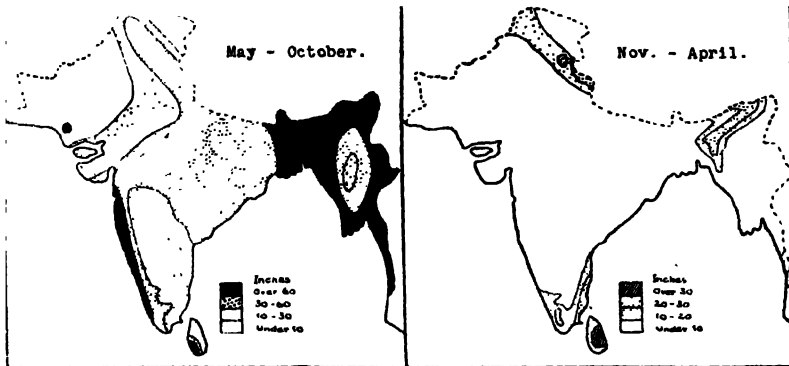 May - October.
Inches
Over 60
30-60
10-30
Under 10
Nov. - April.
Inches
Over 30
20-30
10-20
Under 10